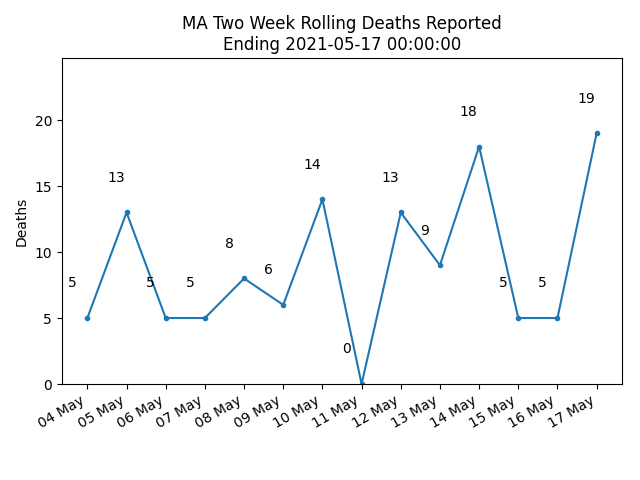 MA Two Week Rolling Deaths Reported
Ending 2021-05-17 00:00:00
Deaths
20
15
10
5
0
5
13
5
5
8
6
14
0
13
9
18
5
5
19
04 May
05 May
06 May
07 May
08 May
09 May
10 May
11 May
12 May
13 May
14 May
15 May
16 May
17 May